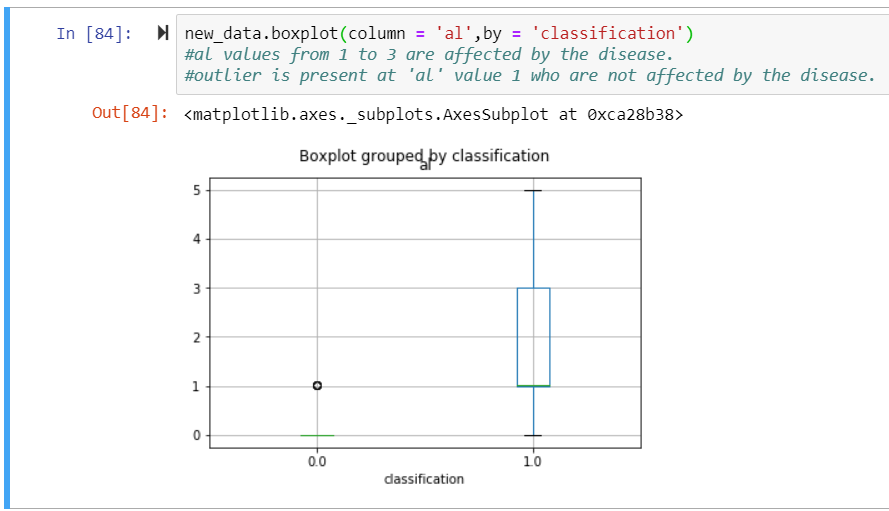 In [84]: new_data.boxplot(column = 'al',by = 'classification')
#al values from 1 to 3 are affected by the disease.
#outlier is present at 'al' value 1 who are not affected by the disease.
Out[84]: <matplotlib.axes._subplots.AxesSubplot at 0xca28b38>
Boxplot grouped by classification
al
5
4
3
2
1
0
0.0 1.0
classification